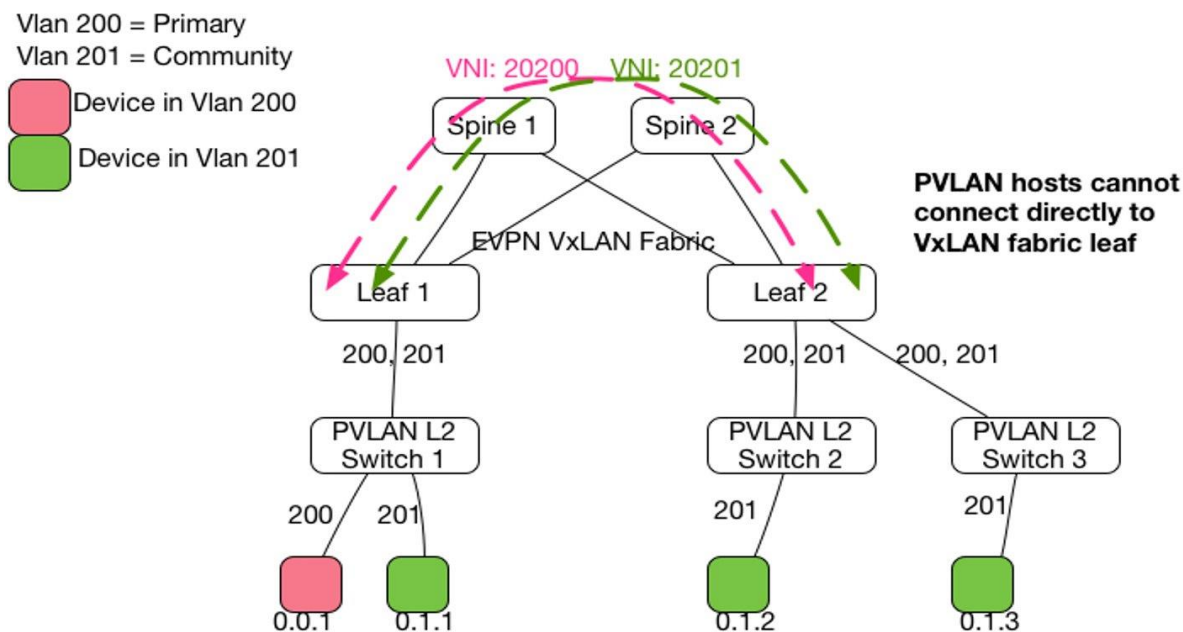 Vlan 200 = Primary
Vlan 201 = Community
Device in Vlan 200
Device in Vlan 201
VNI: 20200
VNI: 20201
Spine 1
Spine 2
PVLAN hosts cannot
connect directly to
VxLAN fabric leaf
EVPN VxLAN Fabric
Leaf 1
Leaf 2
200, 201
200, 201
200, 201
PVLAN L2
Switch 1
PVLAN L2
Switch 2
PVLAN L2
Switch 3
200
201
201
201
0.0.1
0.1.1
0.1.2
0.1.3